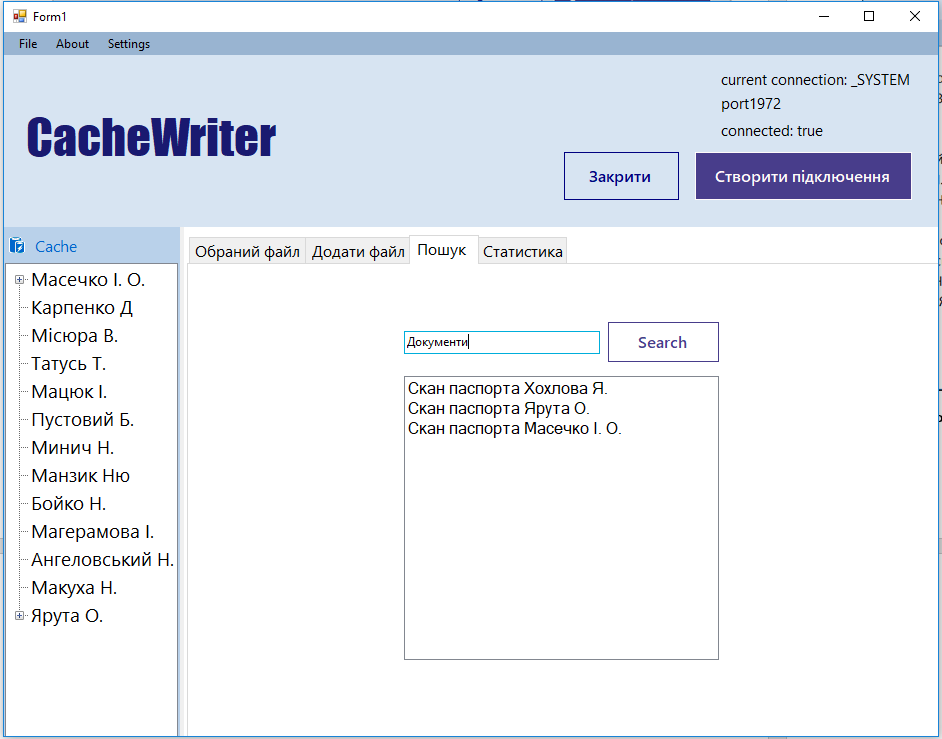 Form1
File About Settings
current connection: _SYSTEM
port1972
connected: true
CacheWriter
Закрити
Створити підключення
Cache
Обраний файл Додати файл Пошук Статистика
Масечко І. О.
Карпенко Д
Місюра В.
Татусь Т.
Мацюк І.
Пустовий Б.
Минич Н.
Манзик Ню
Бойко Н.
Магерамова І.
Ангеловський Н.
Макуха Н.
Ярута О.
Документи
Search
Скан паспорта Хохлова Я.
Скан паспорта Ярута О.
Скан паспорта Масечко І. О.